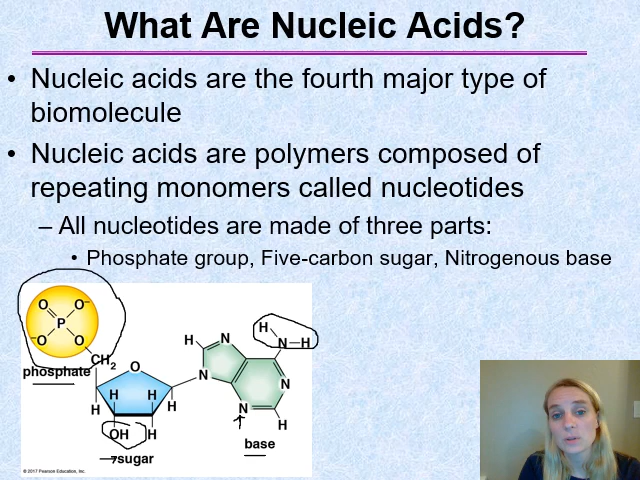 What Are Nucleic Acids?
• Nucleic acids are the fourth major type of
biomolecule
• Nucleic acids are polymers composed of
repeating monomers called nucleotides
– All nucleotides are made of three parts:
• Phosphate group, Five-carbon sugar, Nitrogenous base
O O⁻
P
⁻O O
phosphate
CH₂
O
H H
H H
OH H
sugar
H
N
N
H
N–H
N
N
H
base
© 2017 Pearson Education, Inc.